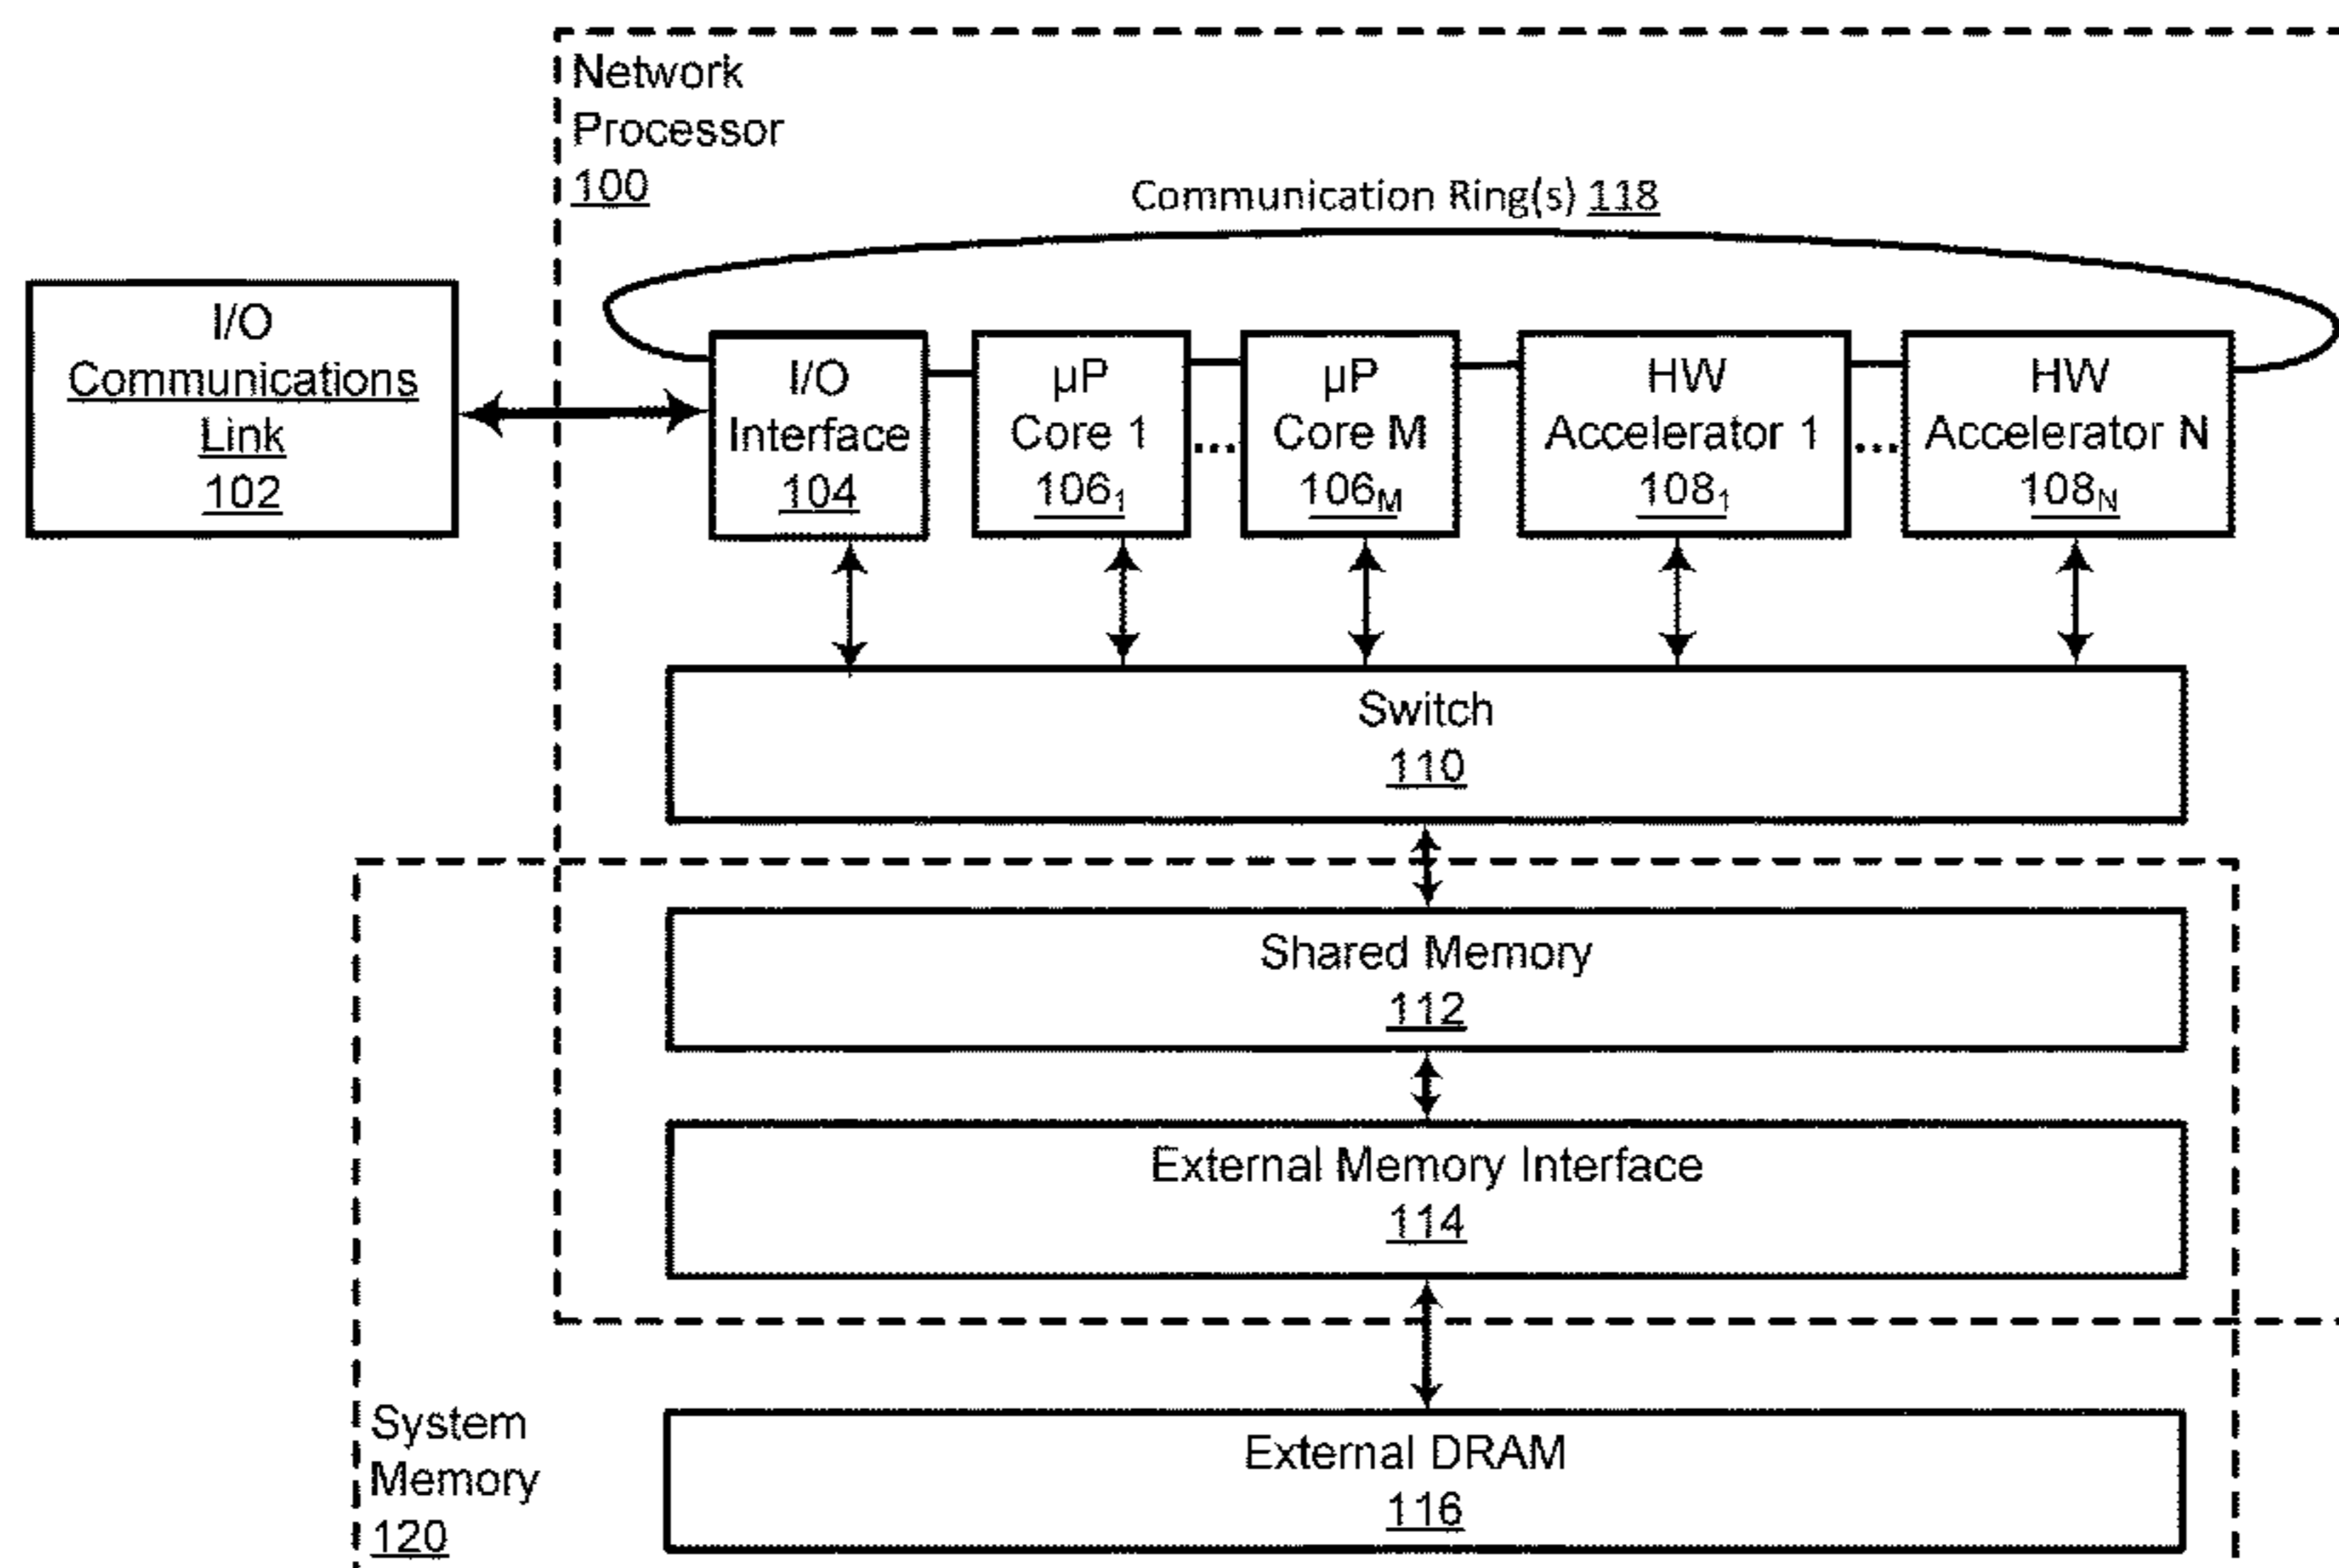 Network
Processor
100
Communication Ring(s) 118
I/O
Communications
Link
102
I/O
Interface
104
μP
Core 1
106₁
...
μP
Core M
106M
HW
Accelerator 1
108₁
...
HW
Accelerator N
108N
Switch
110
Shared Memory
112
External Memory Interface
114
System
Memory
120
External DRAM
116